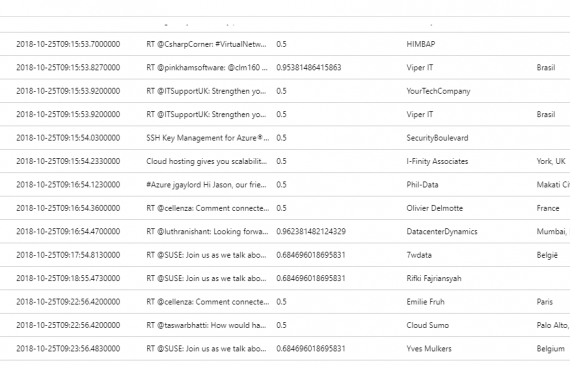 2018-10-25T09:15:53.7000000 RT @CsharpCorner: #VirtualNetw... 0.5 HIMBAP
2018-10-25T09:15:53.8270000 RT @pinkhamsoftware: @clm160 ... 0.95381486415863 Viper IT Brasil
2018-10-25T09:15:53.9200000 RT @ITSupportUK: Strengthen yo... 0.5 YourTechCompany
2018-10-25T09:15:53.9200000 RT @ITSupportUK: Strengthen yo... 0.5 Viper IT Brasil
2018-10-25T09:15:54.0300000 SSH Key Management for Azure®... 0.5 SecurityBoulevard
2018-10-25T09:15:54.2330000 Cloud hosting gives you scalabilit... 0.5 I-Finity Associates York, UK
2018-10-25T09:16:54.1230000 #Azure jgaylord Hi Jason, our frie... 0.5 Phil-Data Makati Ci
2018-10-25T09:16:54.3600000 RT @cellenza: Comment connecte... 0.5 Olivier Delmotte France
2018-10-25T09:16:54.4700000 RT @luthranishant: Looking forwa... 0.962381482124329 DatacenterDynamics Mumbai,
2018-10-25T09:17:54.8130000 RT @SUSE: Join us as we talk abo... 0.684696018695831 7wdata België
2018-10-25T09:18:55.4730000 RT @SUSE: Join us as we talk abo... 0.684696018695831 Rifki Fajriansyah
2018-10-25T09:22:56.4200000 RT @cellenza: Comment connecte... 0.5 Emilie Fruh Paris
2018-10-25T09:22:56.4200000 RT @taswarbhatti: How would ha... 0.5 Cloud Sumo Palo Alto,
2018-10-25T09:23:56.4830000 RT @SUSE: Join us as we talk abo... 0.684696018695831 Yves Mulkers Belgium